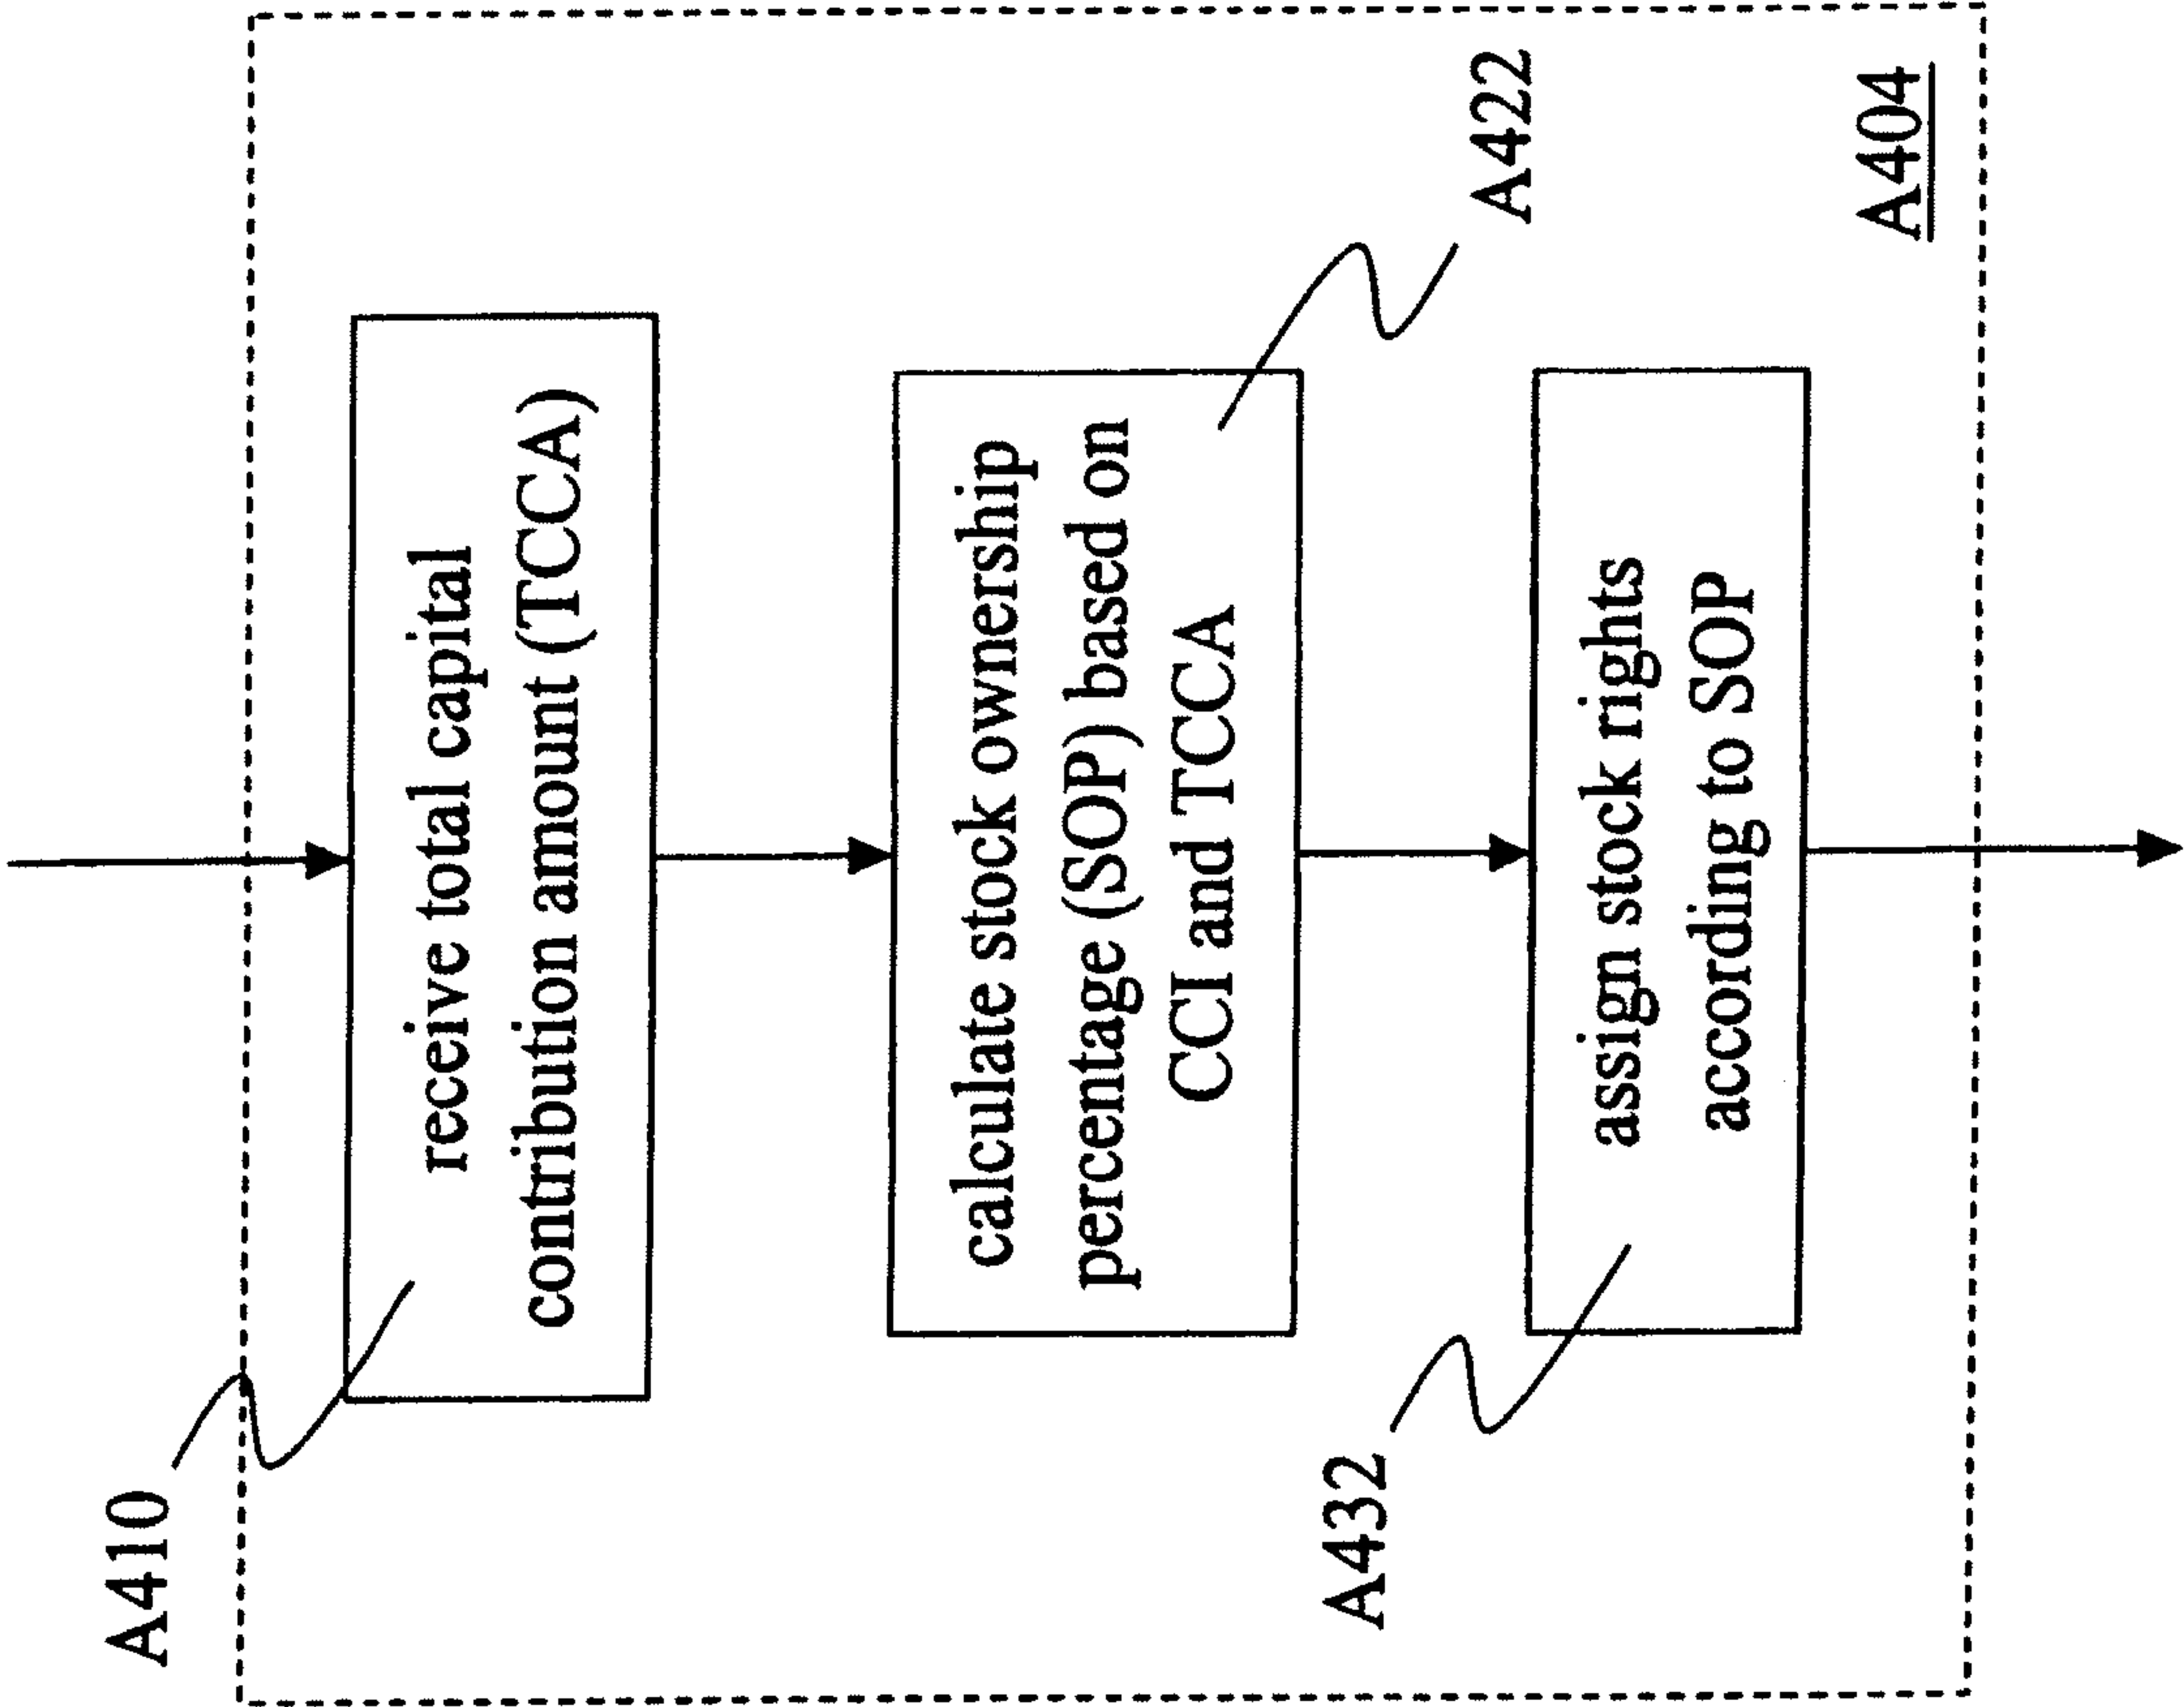 A410
receive total capital
contribution amount (TCCA)
calculate stock ownership
percentage (SOP) based on
CCI and TCCA
A422
A432
assign stock rights
according to SOP
A404